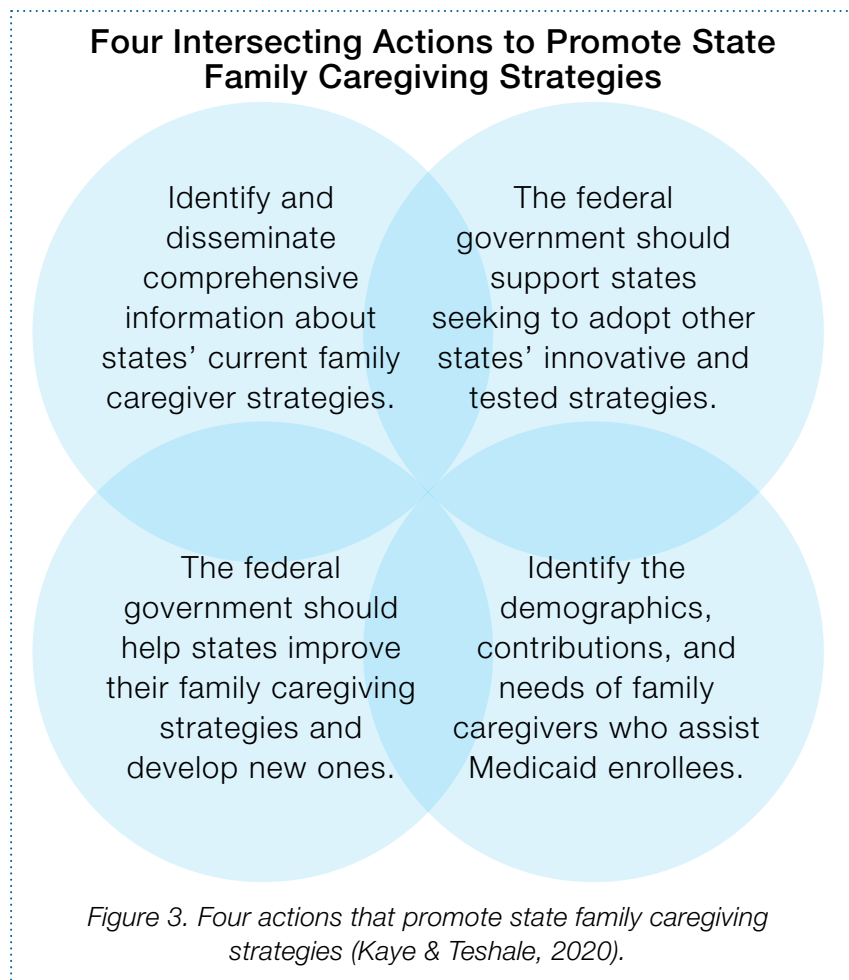 Four Intersecting Actions to Promote State
Family Caregiving Strategies
Identify and
disseminate
comprehensive
information about
states’ current family
caregiver strategies.
The federal
government should
support states
seeking to adopt other
states’ innovative and
tested strategies.
The federal
government should
help states improve
their family caregiving
strategies and
develop new ones.
Identify the
demographics,
contributions, and
needs of family
caregivers who assist
Medicaid enrollees.
Figure 3. Four actions that promote state family caregiving
strategies (Kaye & Teshale, 2020).